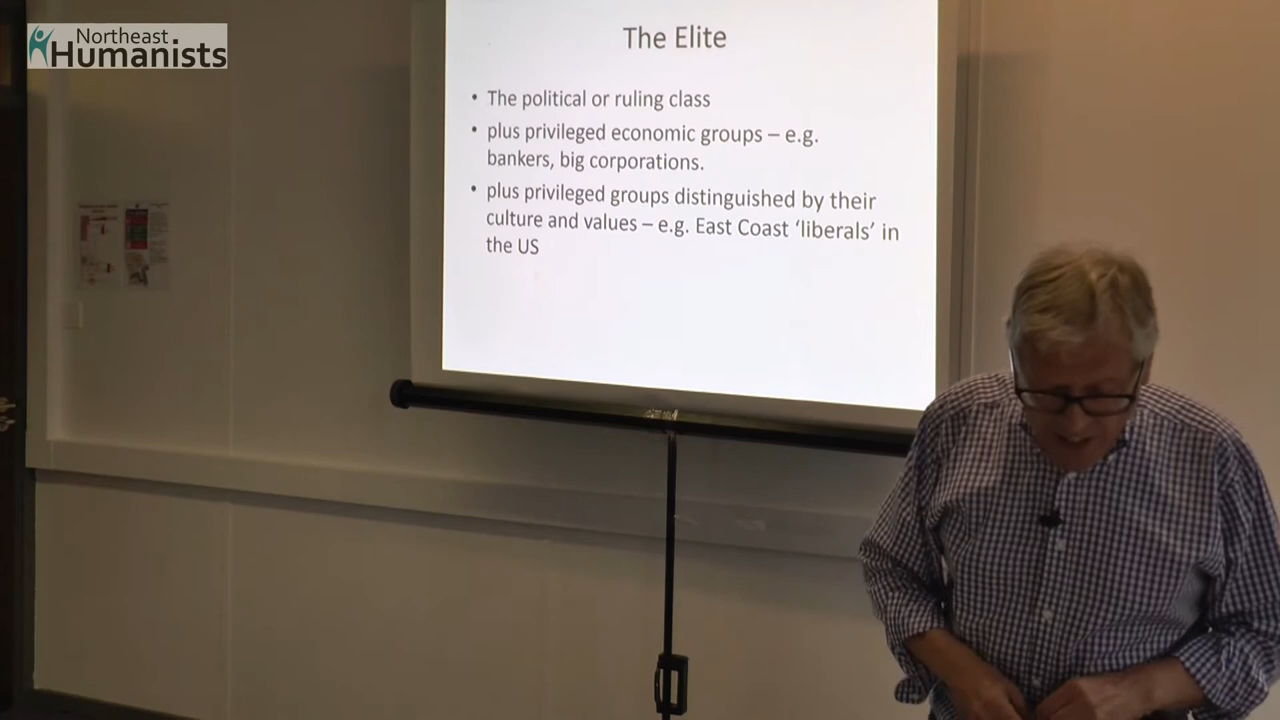 Northeast
Humanists
The Elite
• The political or ruling class
• plus privileged economic groups – e.g.
bankers, big corporations.
• plus privileged groups distinguished by their
culture and values – e.g. East Coast ‘liberals’ in
the US